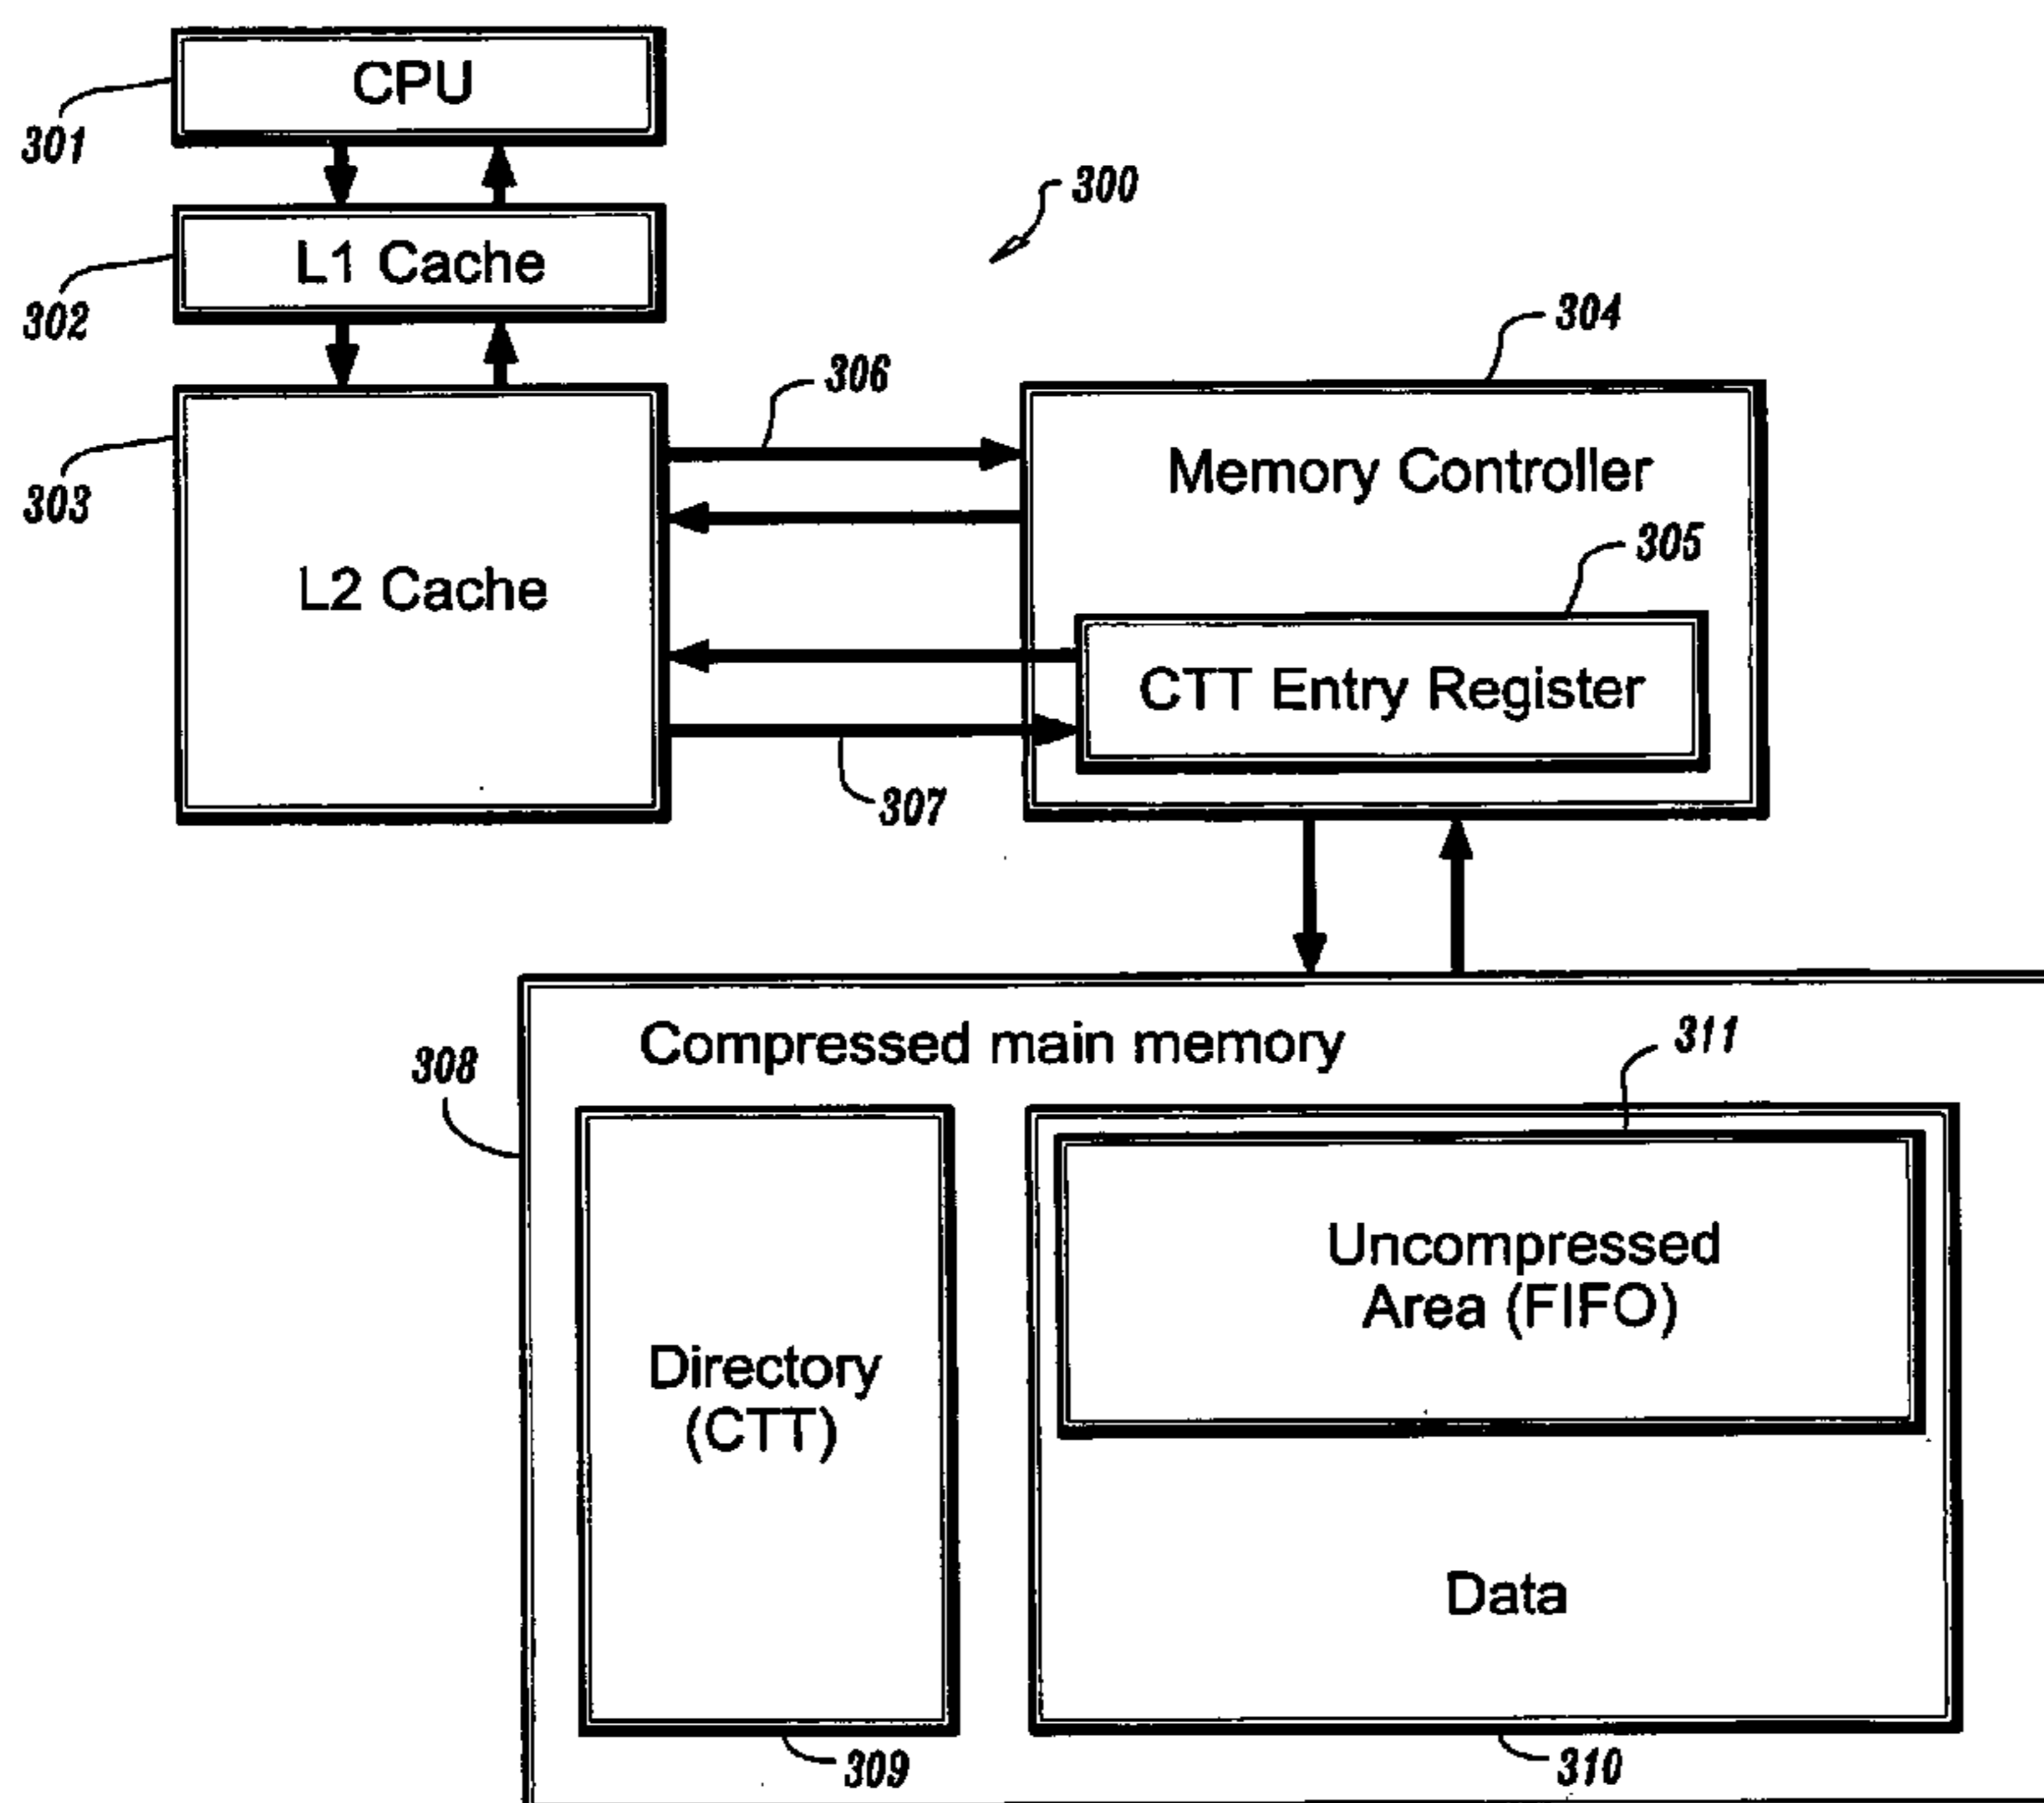 CPU
301
300
L1 Cache
302
304
306
Memory Controller
303
305
L2 Cache
CTT Entry Register
307
Compressed main memory
311
308
Uncompressed
Area (FIFO)
Directory
(CTT)
Data
309
310